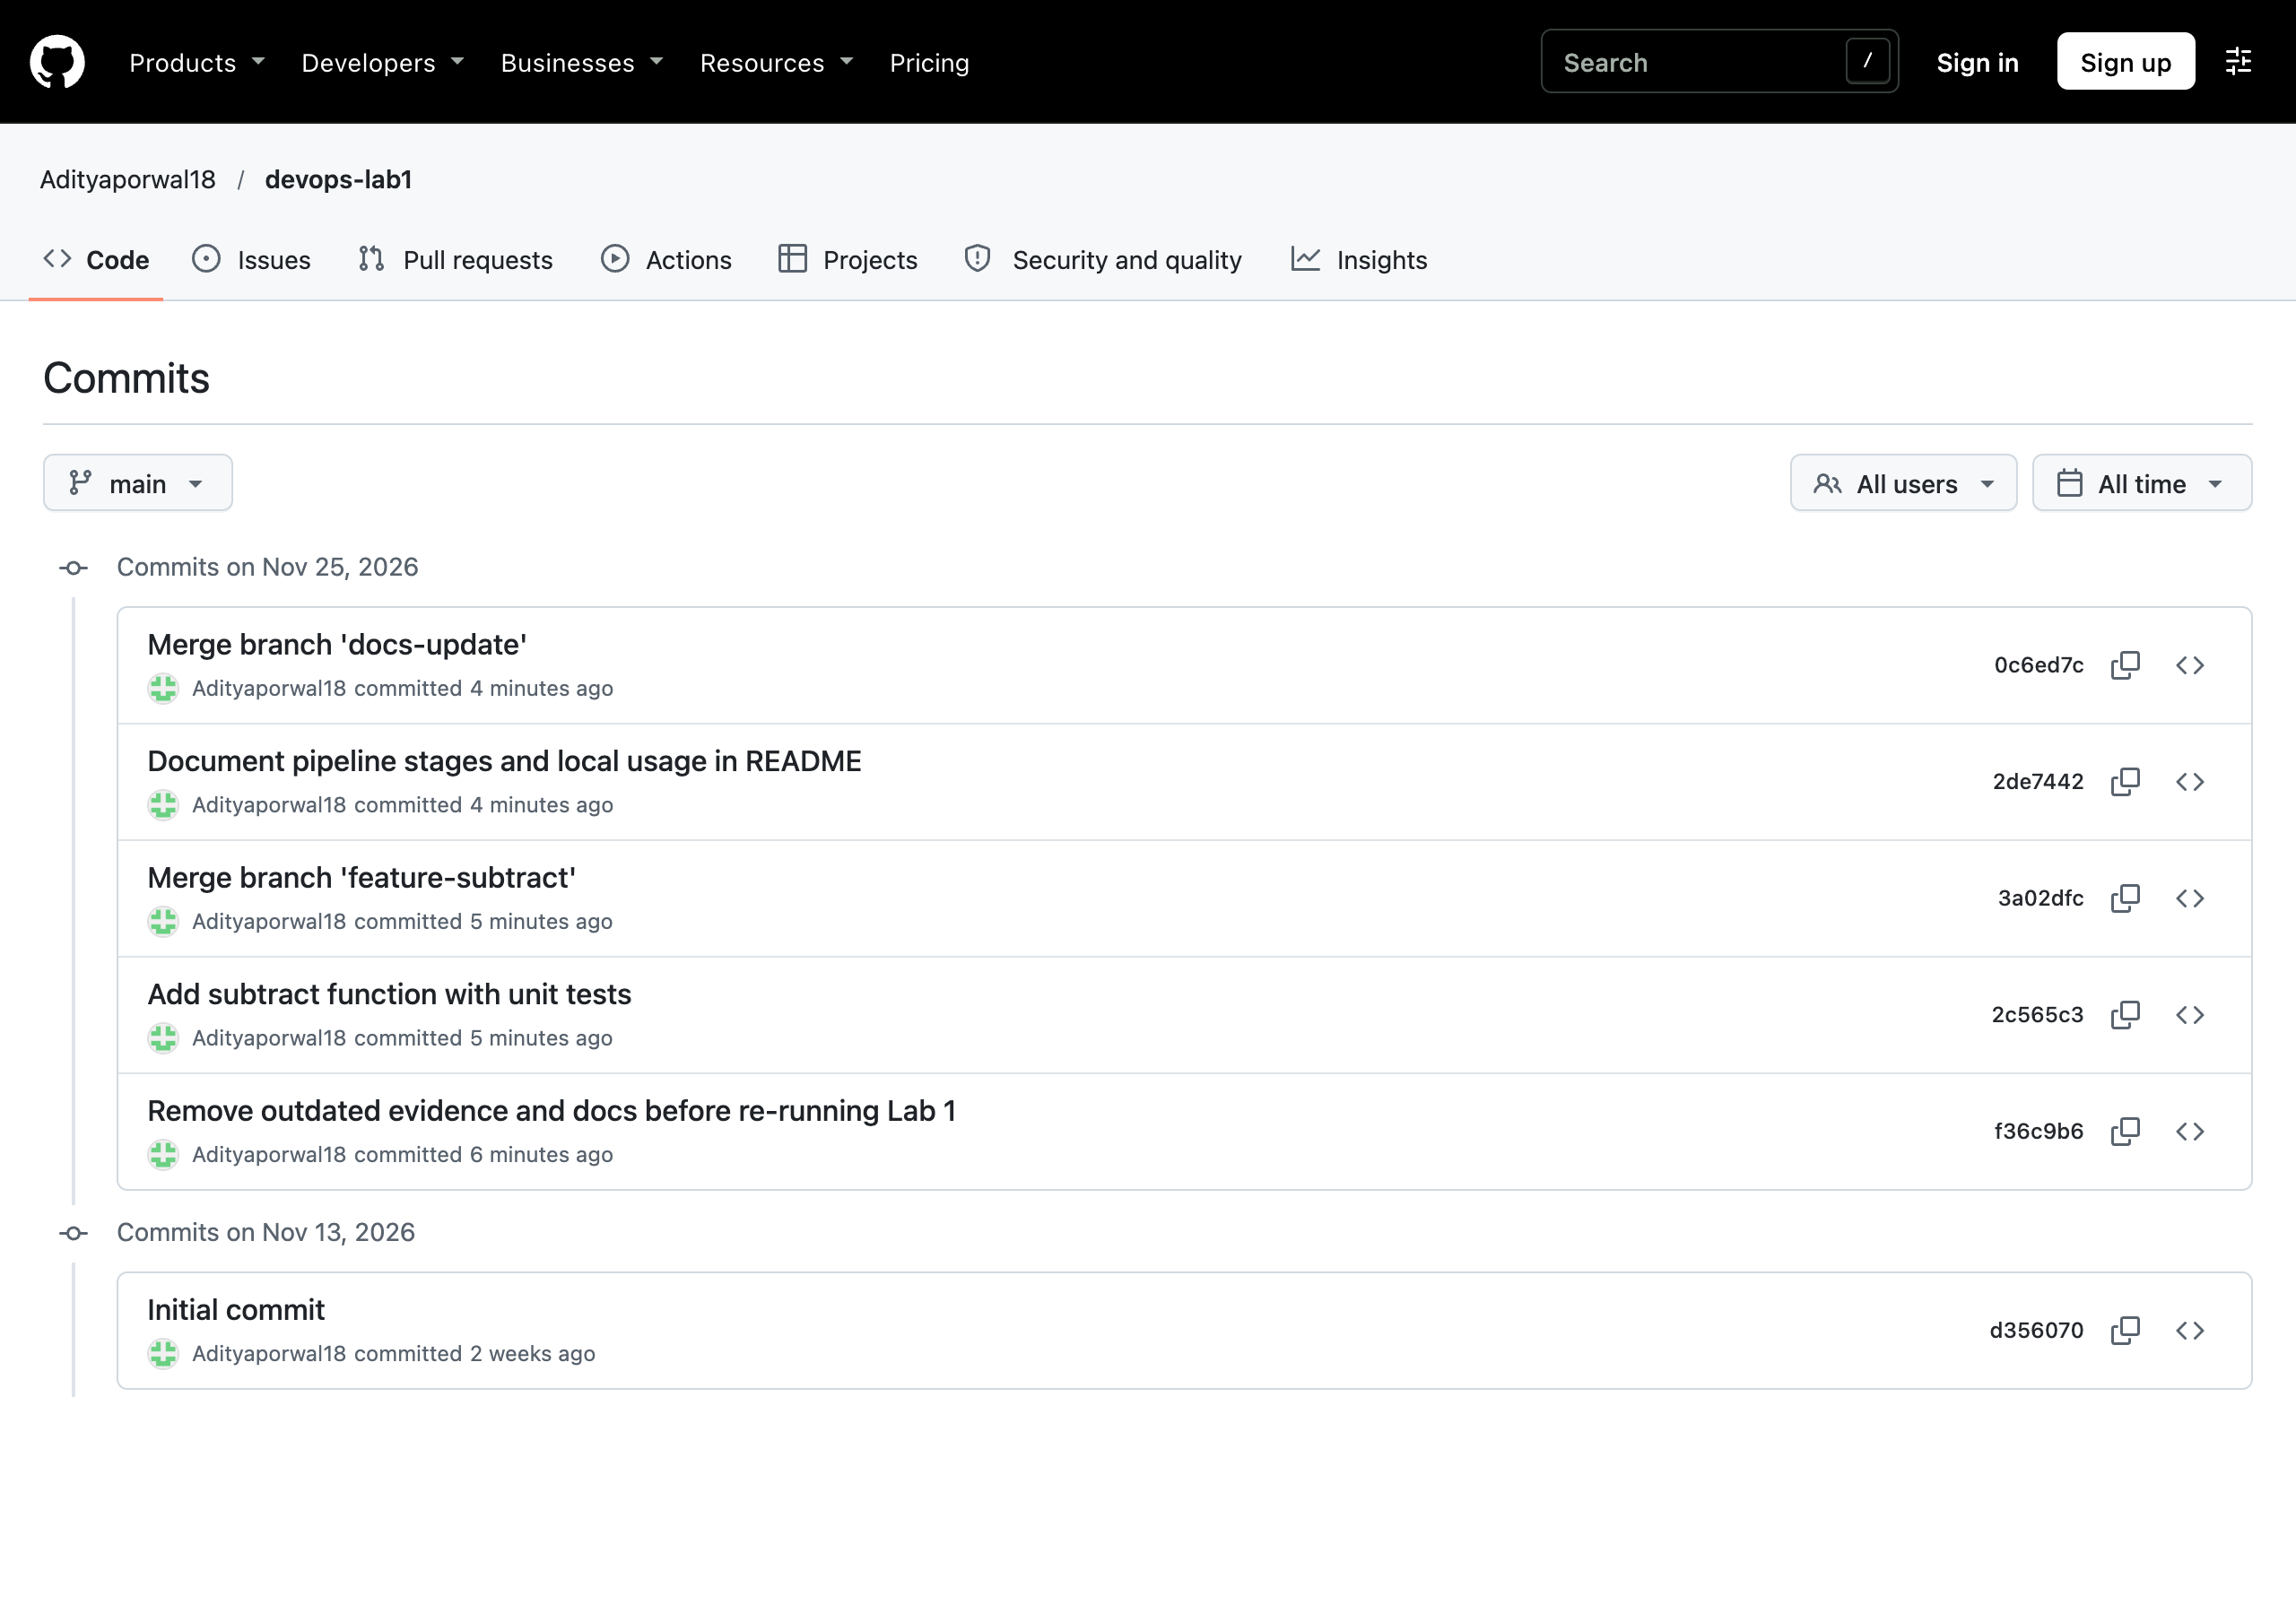 Products Developers Businesses Resources Pricing Search / Sign in Sign up
Adityaporwal18 / devops-lab1
Code Issues Pull requests Actions Projects Security and quality Insights
Commits
main All users All time
Commits on Nov 25, 2026
Merge branch 'docs-update'
Adityaporwal18 committed 4 minutes ago
0c6ed7c
Document pipeline stages and local usage in README
Adityaporwal18 committed 4 minutes ago
2de7442
Merge branch 'feature-subtract'
Adityaporwal18 committed 5 minutes ago
3a02dfc
Add subtract function with unit tests
Adityaporwal18 committed 5 minutes ago
2c565c3
Remove outdated evidence and docs before re-running Lab 1
Adityaporwal18 committed 6 minutes ago
f36c9b6
Commits on Nov 13, 2026
Initial commit
Adityaporwal18 committed 2 weeks ago
d356070